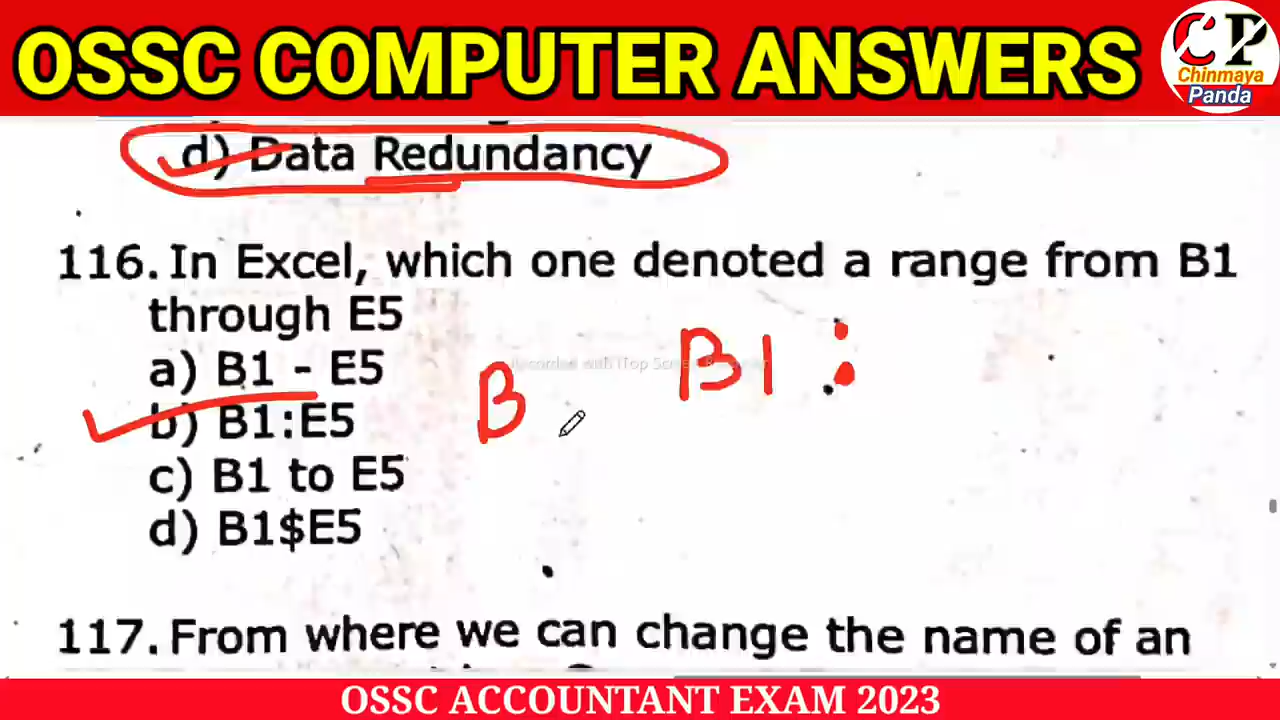 OSSC COMPUTER ANSWERS
CP
Chinmaya
Panda
d) Data Redundancy
116. In Excel, which one denoted a range from B1
through E5
a) B1 - E5
B B1 :
b) B1:E5
c) B1 to E5
d) B1$E5
117. From where we can change the name of an
OSSC ACCOUNTANT EXAM 2023